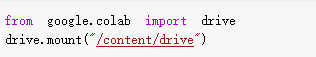 from google.colab import drive
drive.mount("/content/drive")